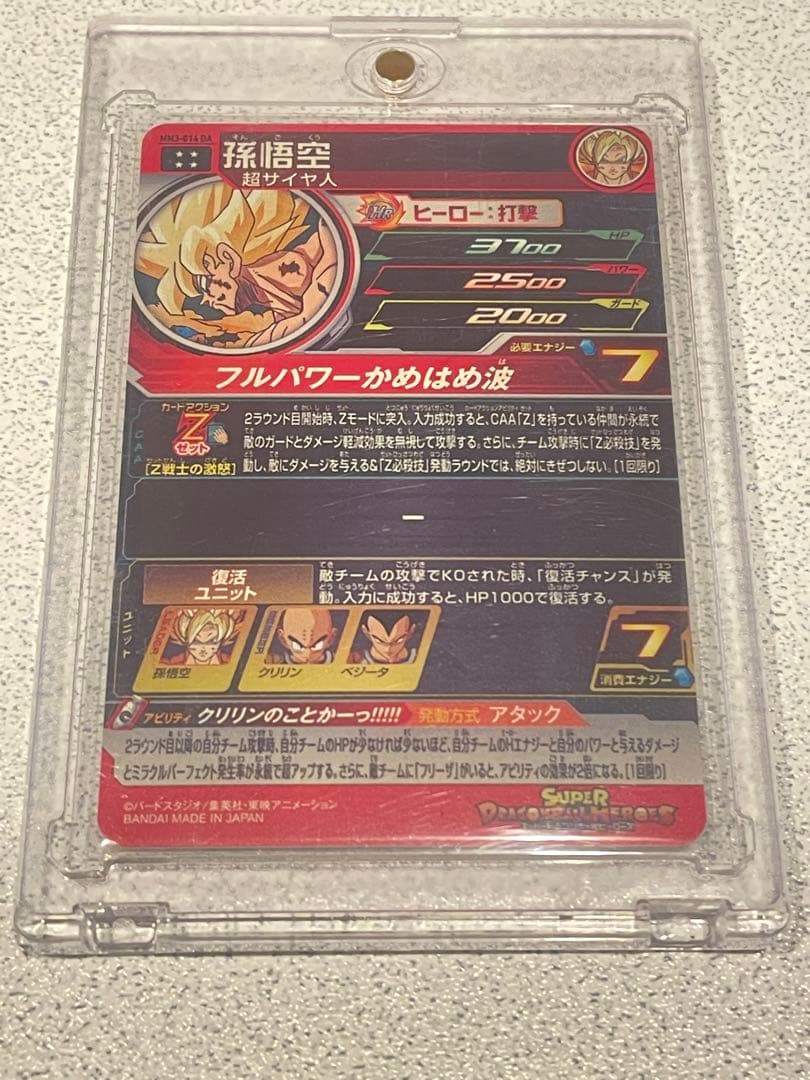 MM3-014 DA
孫悟空
超サイヤ人
HR ヒーロー:打撃
3700 HP
2500 パワー
2000 ガード
必要エナジー 7
フルパワーかめはめ波
CAA
カードアクション
Z
ゼット
[Z戦士の激怒]
2ラウンド目開始時、Zモードに突入。入力成功すると、CAA「Z」を持っている仲間が永続で
敵のガードとダメージ軽減効果を無視して攻撃する。さらに、チーム攻撃時に「Z必殺技」を発
動し、敵にダメージを与える&「Z必殺技」発動ラウンドでは、絶対にきぜつしない。[1回限り]
ー
ユニット
復活
ユニット
敵チームの攻撃でKOされた時、「復活チャンス」が発
動。入力に成功すると、HP1000で復活する。
孫悟空
クリリン
ベジータ
7
消費エナジー
アビリティ クリリンのことかーっ!!!!! 発動方式 アタック
2ラウンド目以降の自分チーム攻撃時、自分チームのHPが少なければ少ないほど、自分チームのHエナジーと自分のパワーと与えるダメージ
とミラクルパーフェクト発生率が永続で超アップする。さらに、敵チームに「フリーザ」がいると、アビリティの効果が2倍になる。[1回限り]
©バードスタジオ/集英社・東映アニメーション
BANDAI MADE IN JAPAN
SUPER
DRAGONBALL HEROES